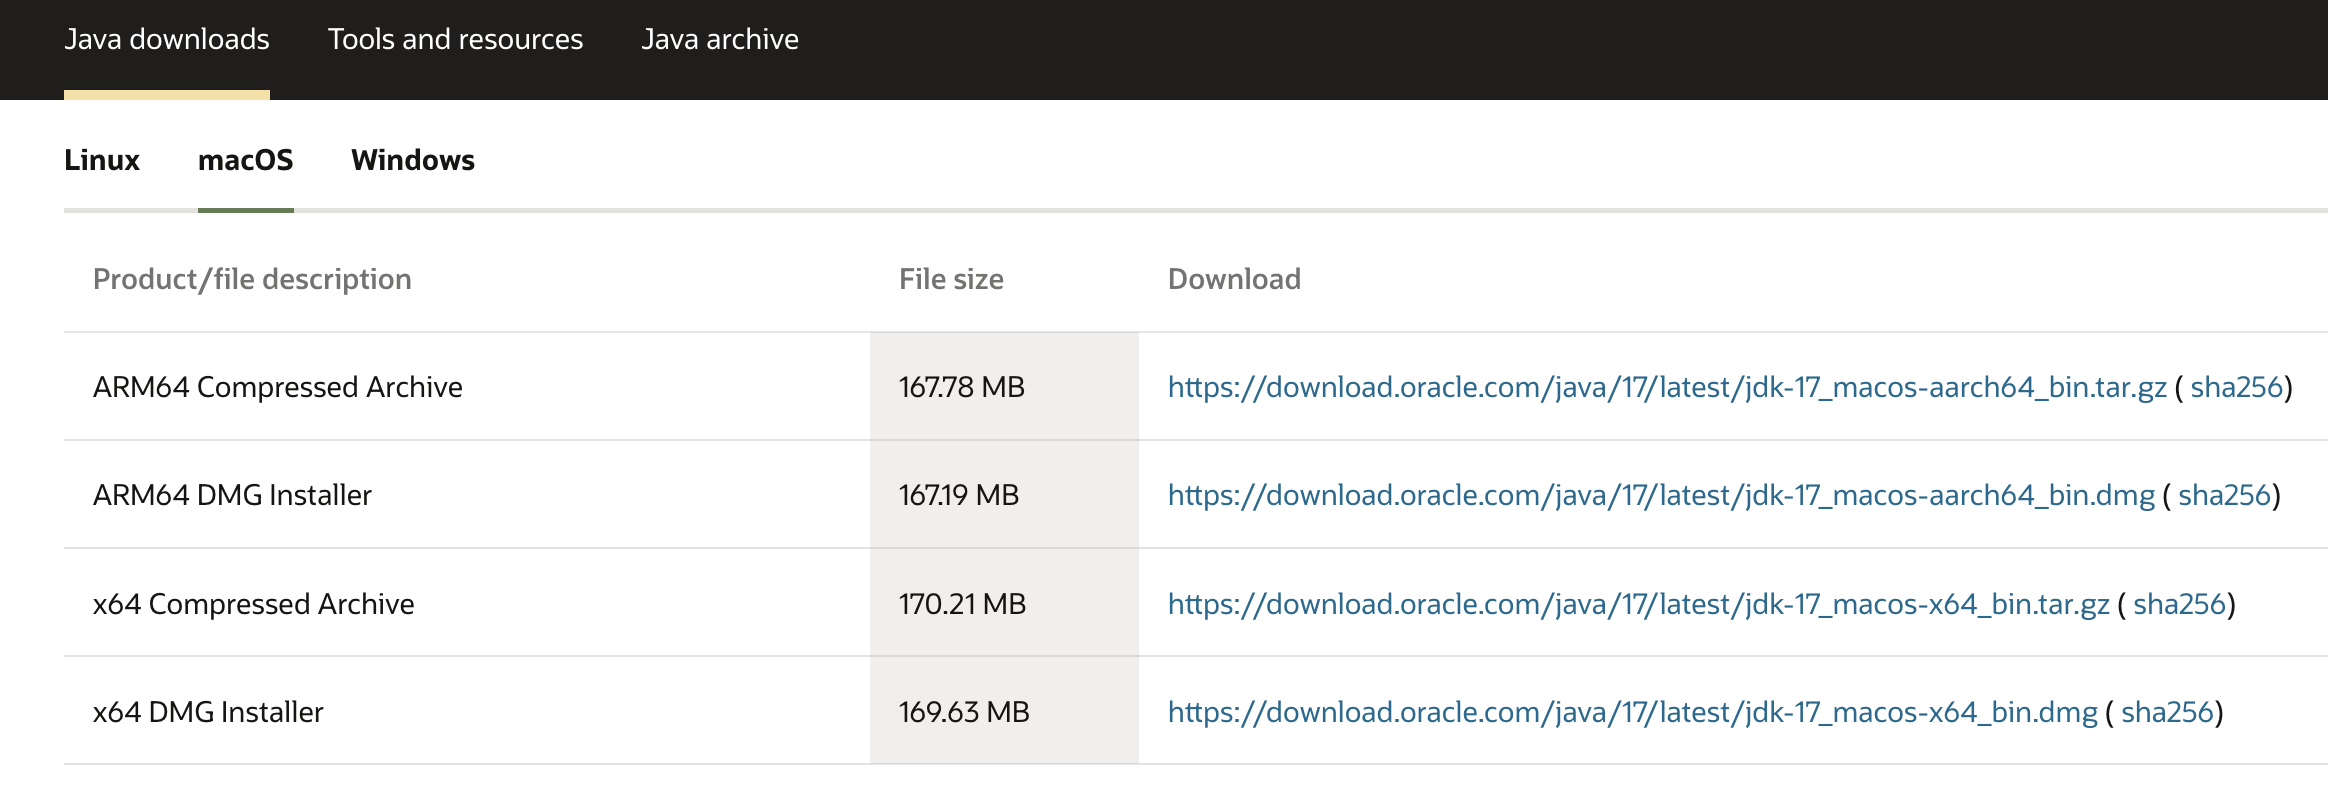 Java downloads Tools and resources Java archive
Linux macOS Windows
Product/file description File size Download
ARM64 Compressed Archive 167.78 MB https://download.oracle.com/java/17/latest/jdk-17_macos-aarch64_bin.tar.gz ( sha256)
ARM64 DMG Installer 167.19 MB https://download.oracle.com/java/17/latest/jdk-17_macos-aarch64_bin.dmg ( sha256)
x64 Compressed Archive 170.21 MB https://download.oracle.com/java/17/latest/jdk-17_macos-x64_bin.tar.gz ( sha256)
x64 DMG Installer 169.63 MB https://download.oracle.com/java/17/latest/jdk-17_macos-x64_bin.dmg ( sha256)